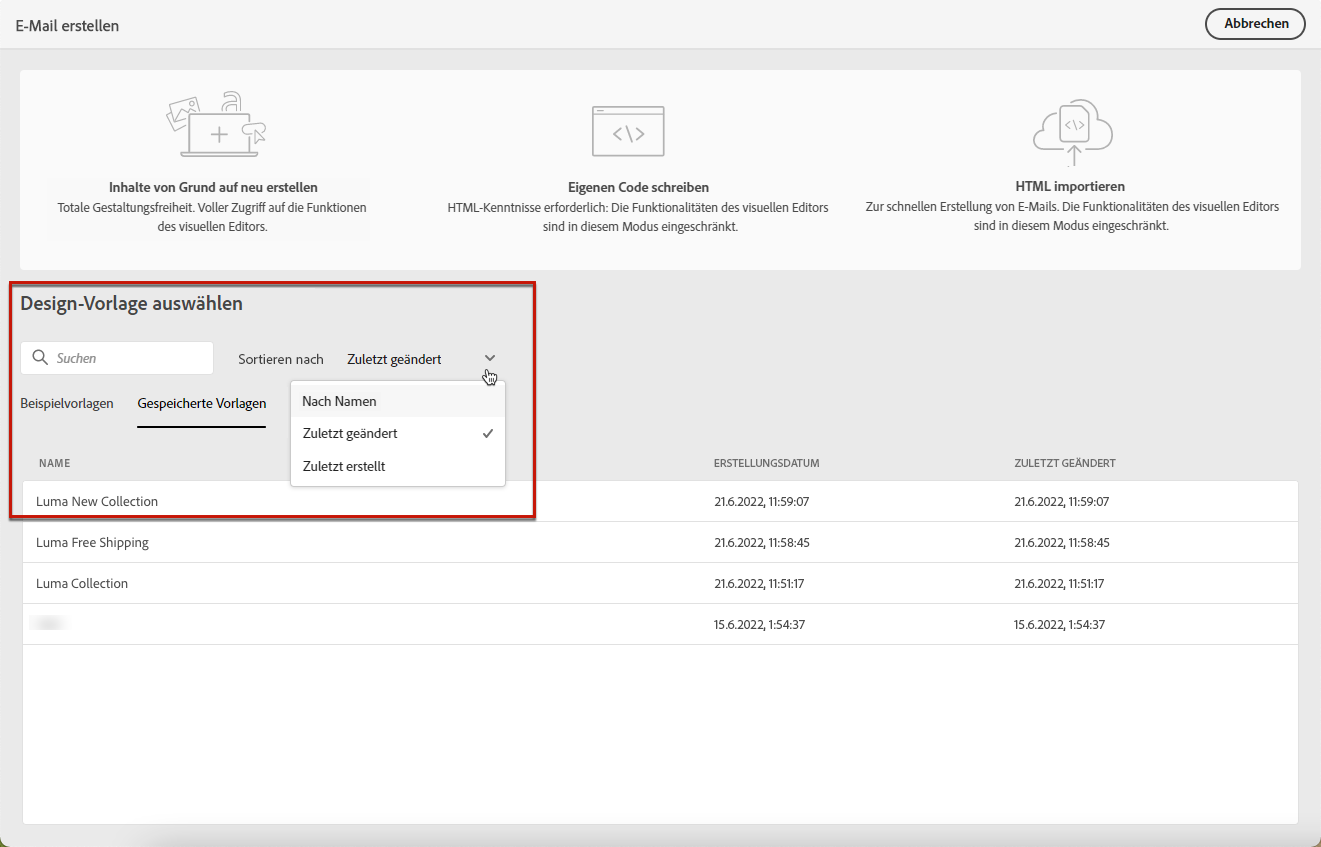 E-Mail erstellen
Abbrechen
</>
</>
Inhalte von Grund auf neu erstellen
Totale Gestaltungsfreiheit. Voller Zugriff auf die Funktionen
des visuellen Editors.
Eigenen Code schreiben
HTML-Kenntnisse erforderlich: Die Funktionalitäten des visuellen Editors
sind in diesem Modus eingeschränkt.
HTML importieren
Zur schnellen Erstellung von E-Mails. Die Funktionalitäten des visuellen Editors
sind in diesem Modus eingeschränkt.
Design-Vorlage auswählen
Suchen
Sortieren nach
Zuletzt geändert
Beispielvorlagen
Gespeicherte Vorlagen
Nach Namen
Zuletzt geändert
Zuletzt erstellt
NAME
ERSTELLUNGSDATUM
ZULETZT GEÄNDERT
Luma New Collection
21.6.2022, 11:59:07
21.6.2022, 11:59:07
Luma Free Shipping
21.6.2022, 11:58:45
21.6.2022, 11:58:45
Luma Collection
21.6.2022, 11:51:17
21.6.2022, 11:51:17
15.6.2022, 1:54:37
15.6.2022, 1:54:37